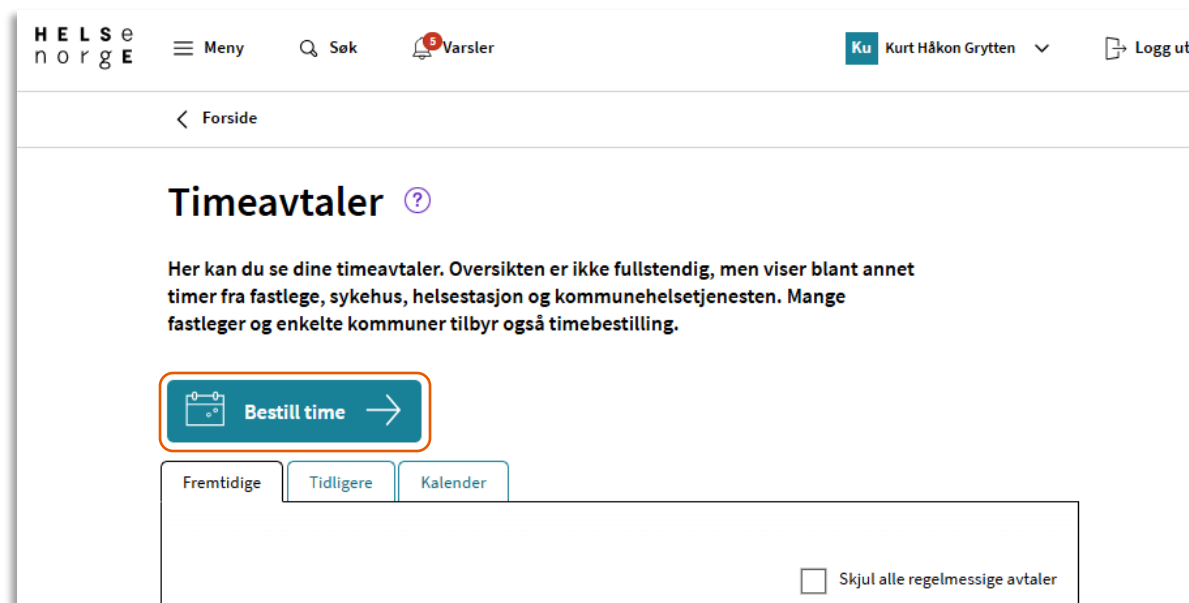 HELSe
norgE
Meny
Søk
5
Varsler
Ku
Kurt Håkon Grytten
Logg ut
Forside
Timeavtaler ?
Her kan du se dine timeavtaler. Oversikten er ikke fullstendig, men viser blant annet
timer fra fastlege, sykehus, helsestasjon og kommunehelsetjenesten. Mange
fastleger og enkelte kommuner tilbyr også timebestilling.
Bestill time
Fremtidige
Tidligere
Kalender
Skjul alle regelmessige avtaler